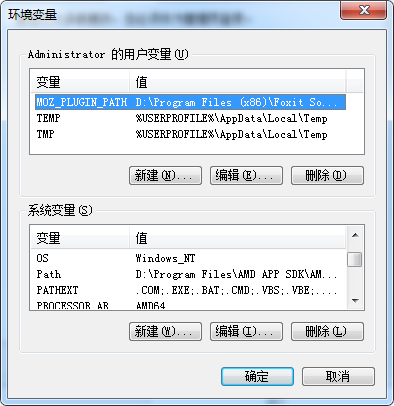 环境变量
Administrator 的用户变量(U)
变量 值
MOZ_PLUGIN_PATH D:\Program Files (x86)\Foxit So...
TEMP %USERPROFILE%\AppData\Local\Temp
TMP %USERPROFILE%\AppData\Local\Temp
新建(N)... 编辑(E)... 删除(D)
系统变量(S)
变量 值
OS Windows_NT
Path D:\Program Files\AMD APP SDK\AM...
PATHEXT .COM;.EXE;.BAT;.CMD;.VBS;.VBE;....
PROCESSOR_AR AMD64
新建(W)... 编辑(I)... 删除(L)
确定 取消